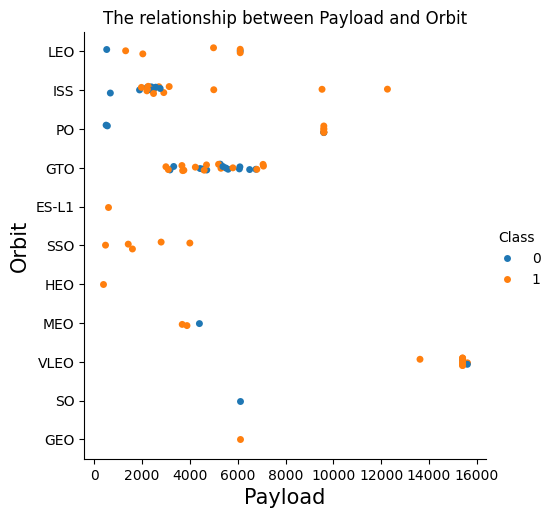 The relationship between Payload and Orbit
LEO
ISS
PO
GTO
ES-L1
SSO
HEO
MEO
VLEO
SO
GEO
Orbit
0
2000
4000
6000
8000
10000
12000
14000
16000
Payload
Class
0
1